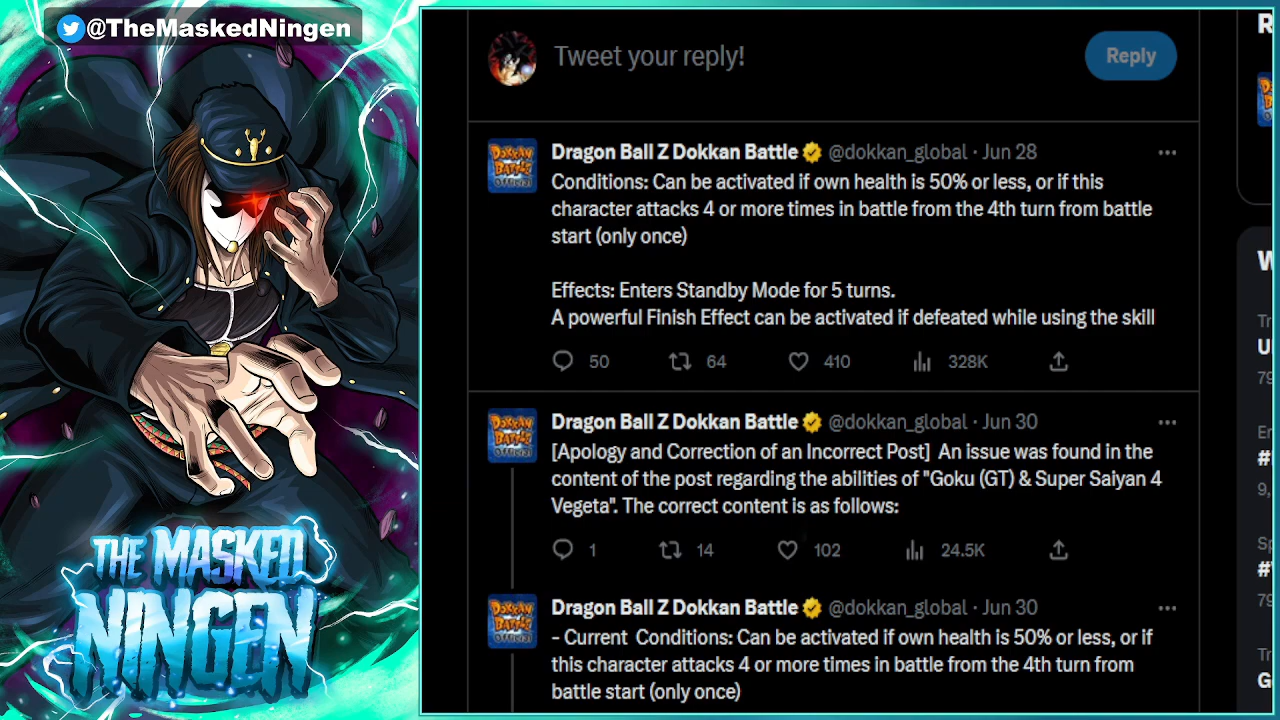 @TheMaskedNingen
THE MASKED
NINGEN
Tweet your reply!
Reply
Dragon Ball Z Dokkan Battle @dokkan_global · Jun 28
Conditions: Can be activated if own health is 50% or less, or if this
character attacks 4 or more times in battle from the 4th turn from battle
start (only once)
Effects: Enters Standby Mode for 5 turns.
A powerful Finish Effect can be activated if defeated while using the skill
50 64 410 328K
Dragon Ball Z Dokkan Battle @dokkan_global · Jun 30
[Apology and Correction of an Incorrect Post] An issue was found in the
content of the post regarding the abilities of "Goku (GT) & Super Saiyan 4
Vegeta". The correct content is as follows:
1 14 102 24.5K
Dragon Ball Z Dokkan Battle @dokkan_global · Jun 30
- Current Conditions: Can be activated if own health is 50% or less, or if
this character attacks 4 or more times in battle from the 4th turn from
battle start (only once)